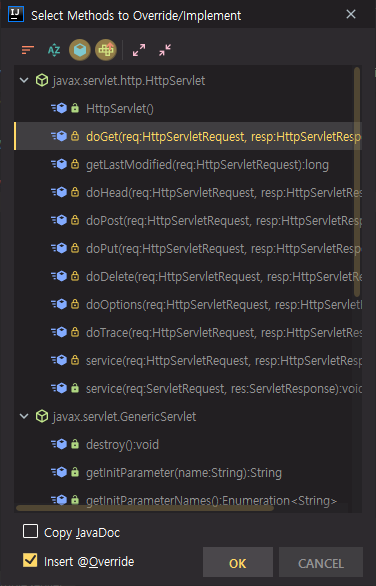 IJ
Select Methods to Override/Implement
javax.servlet.http.HttpServlet
HttpServlet()
doGet(req:HttpServletRequest, resp:HttpServletResp
getLastModified(req:HttpServletRequest):long
doHead(req:HttpServletRequest, resp:HttpServletRes
doPost(req:HttpServletRequest, resp:HttpServletResp
doPut(req:HttpServletRequest, resp:HttpServletResp
doDelete(req:HttpServletRequest, resp:HttpServletRe
doOptions(req:HttpServletRequest, resp:HttpServletR
doTrace(req:HttpServletRequest, resp:HttpServletRes
service(req:HttpServletRequest, resp:HttpServletResp
service(req:ServletRequest, res:ServletResponse):voic
javax.servlet.GenericServlet
destroy():void
getInitParameter(name:String):String
getInitParameterNames():Enumeration<String>
Copy JavaDoc
Insert @Override
OK
CANCEL